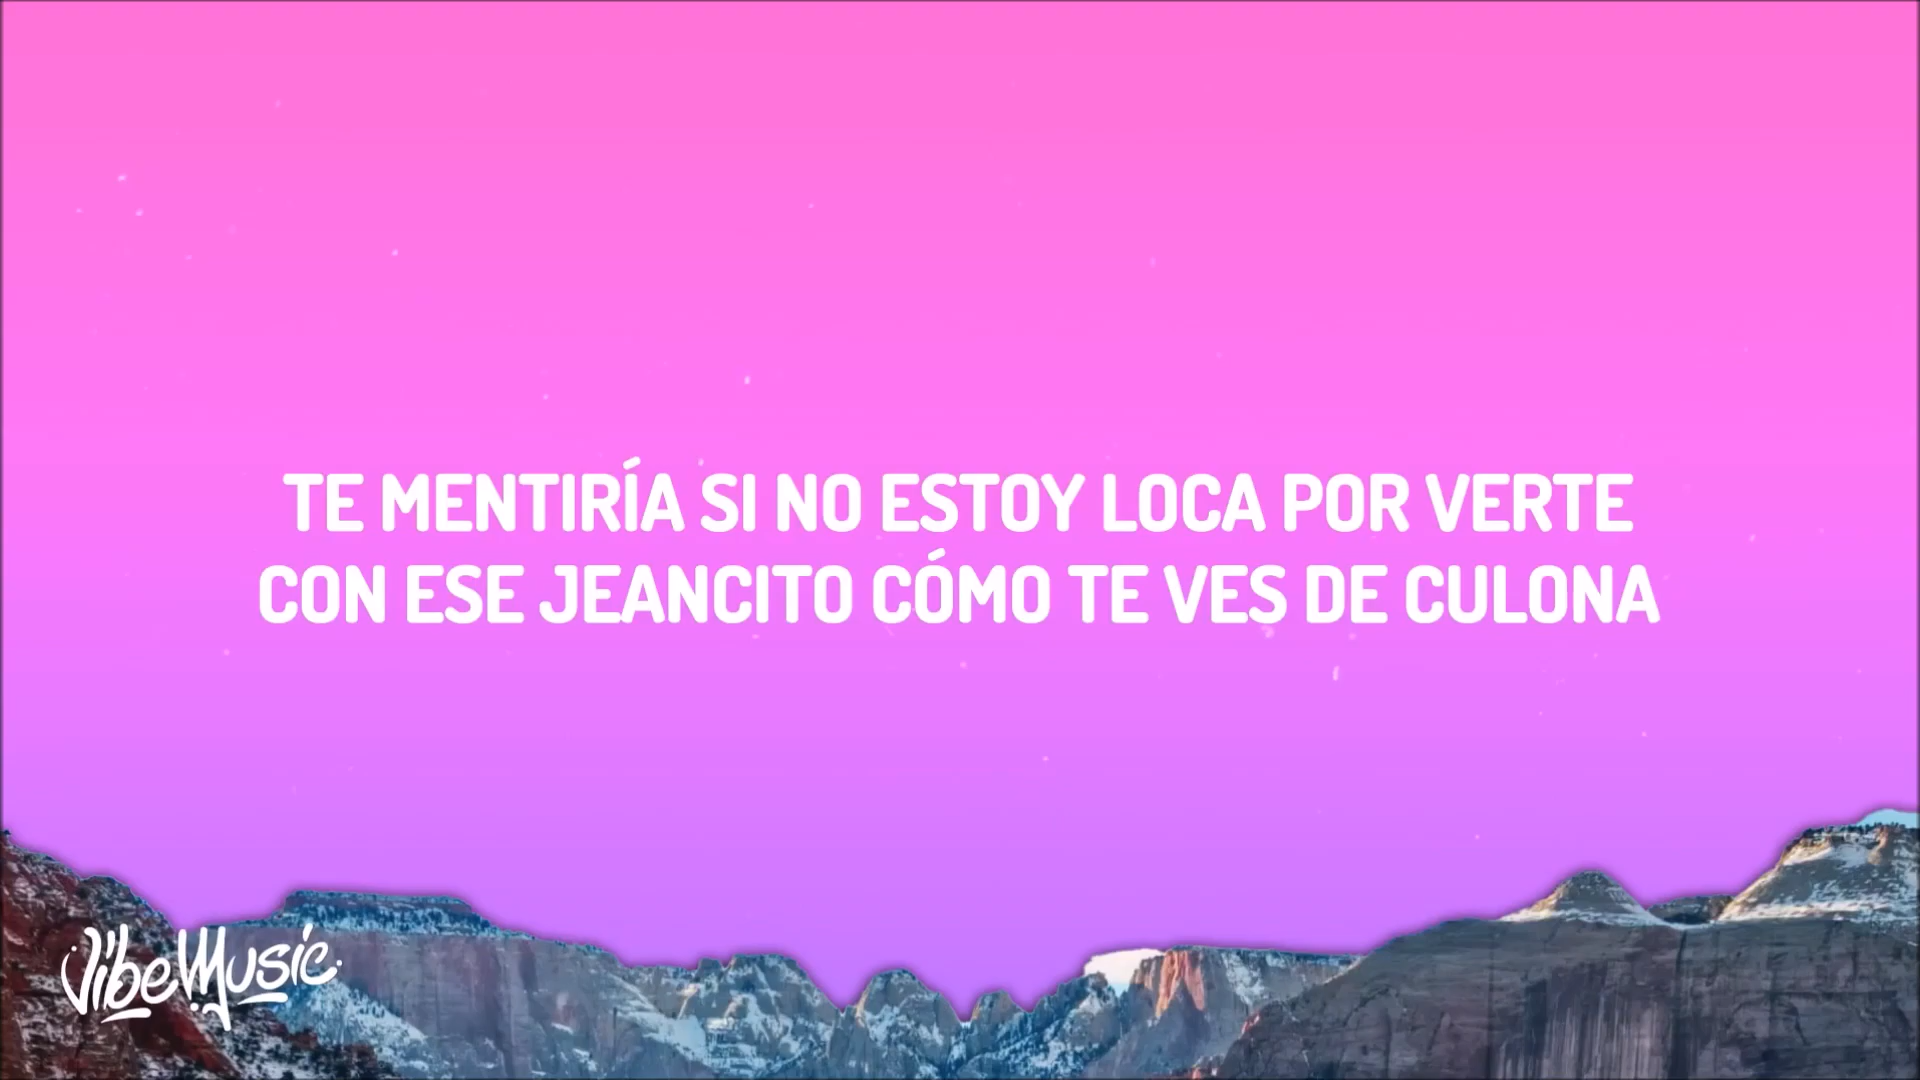 TE MENTIRÍA SI NO ESTOY LOCA POR VERTE
CON ESE JEANCITO CÓMO TE VES DE CULONA
VibeMusic